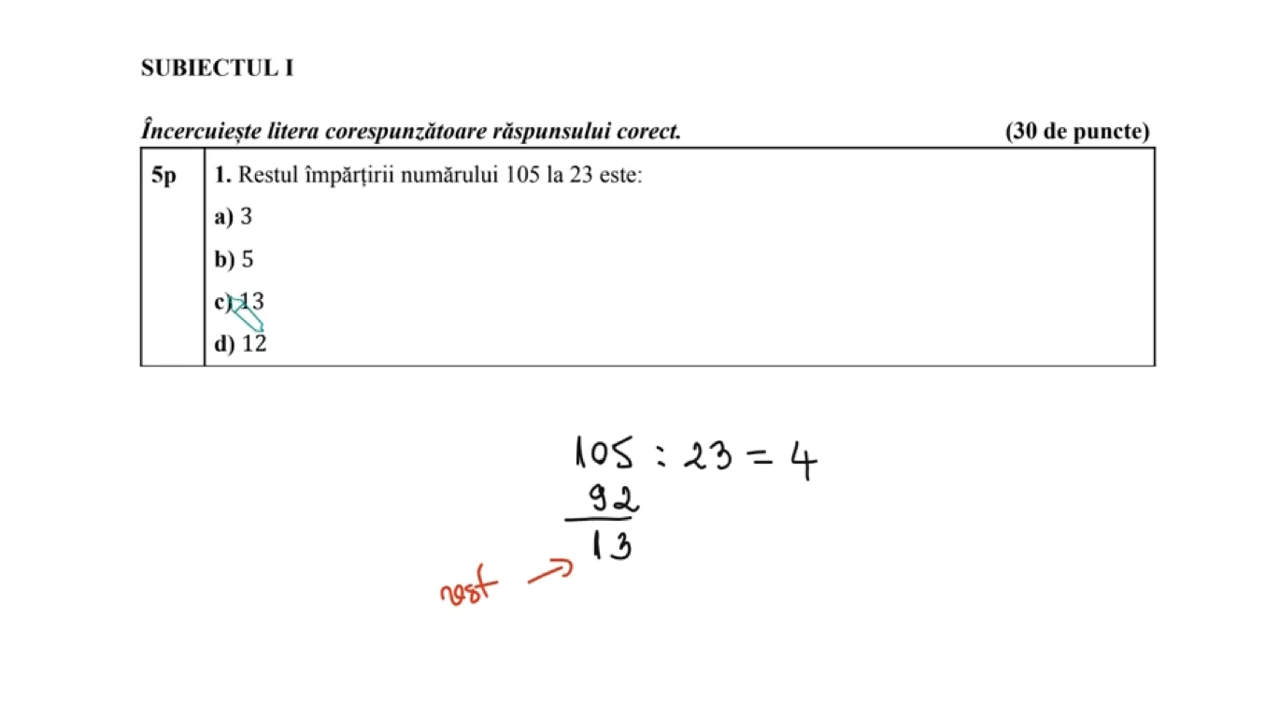 SUBIECTUL I
Încercuiește litera corespunzătoare răspunsului corect. (30 de puncte)
5p 1. Restul împărțirii numărului 105 la 23 este:
a) 3
b) 5
c) 13
d) 12
105 : 23 = 4
92
13
rest →